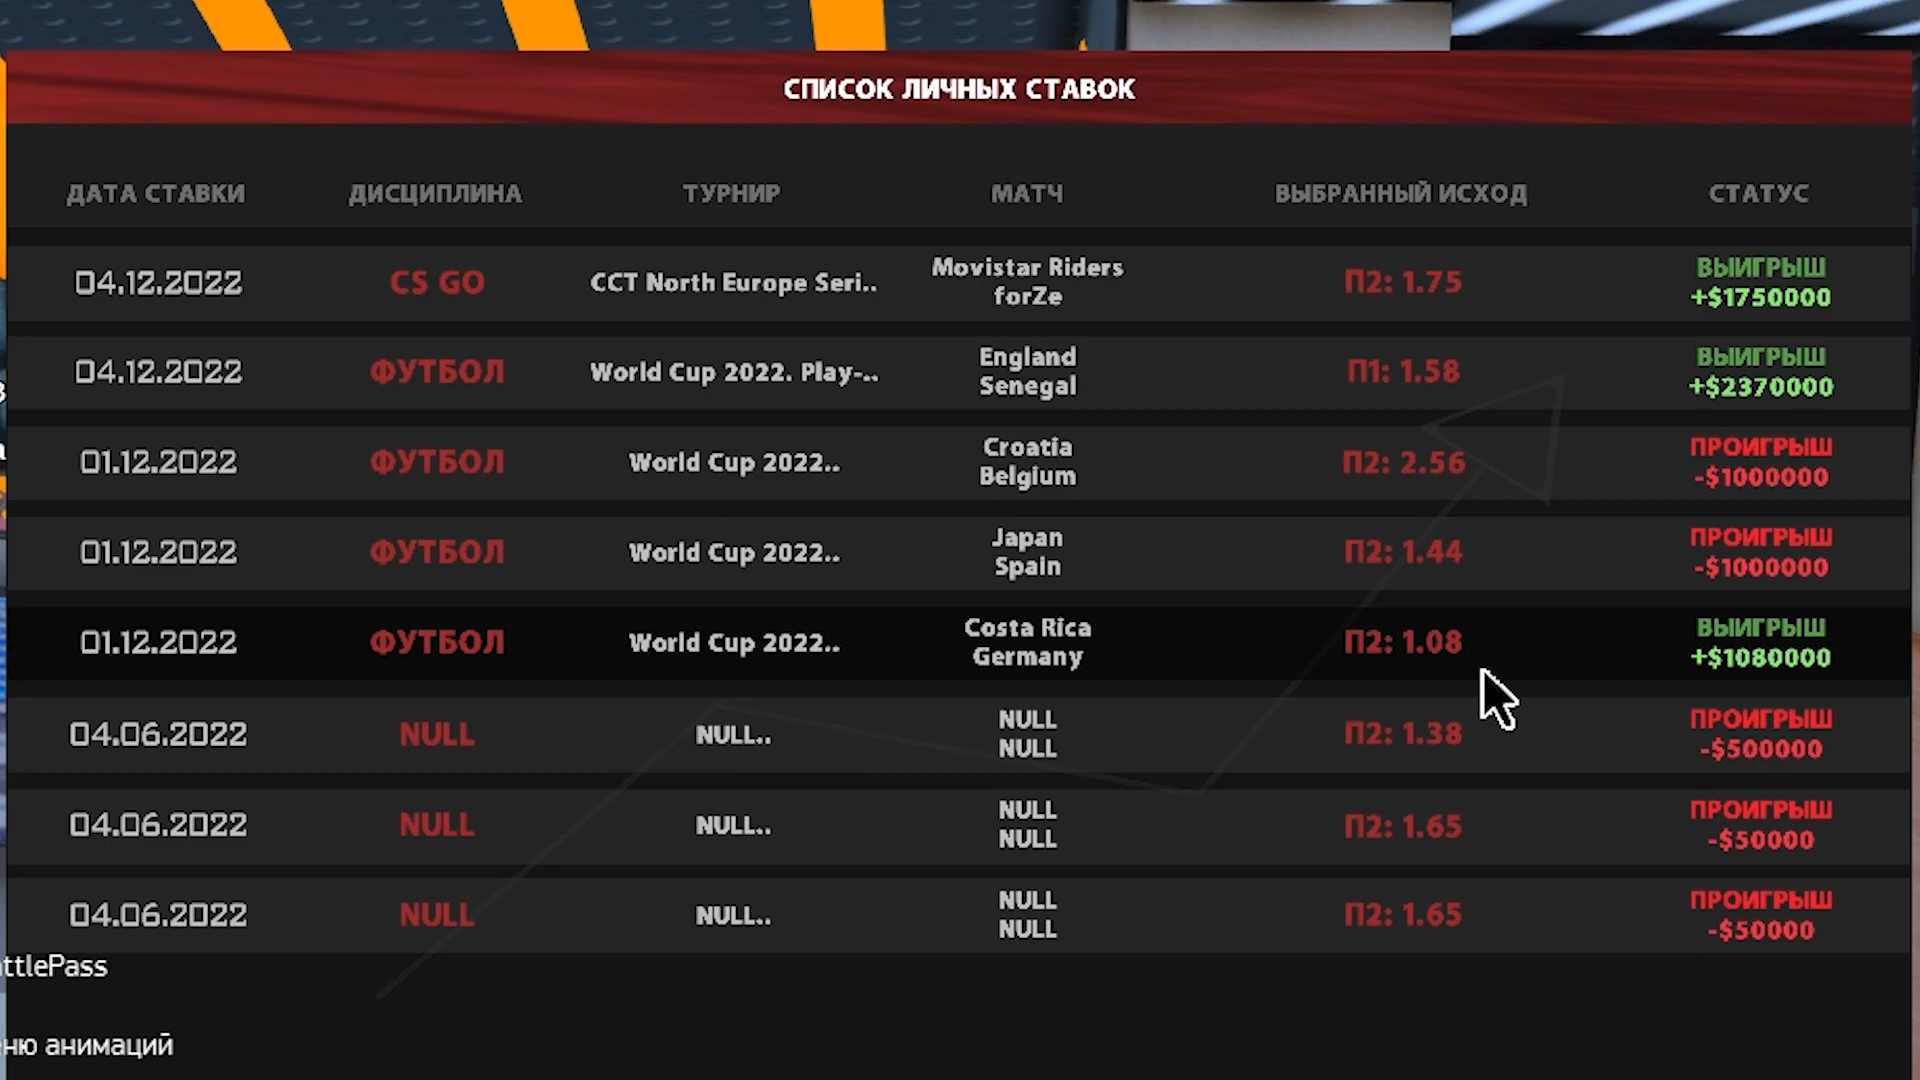 СПИСОК ЛИЧНЫХ СТАВОК
ДАТА СТАВКИ ДИСЦИПЛИНА ТУРНИР МАТЧ ВЫБРАННЫЙ ИСХОД СТАТУС
04.12.2022 CS GO CCT North Europe Seri.. Movistar Riders forZe П2: 1.75 ВЫИГРЫШ +$1750000
04.12.2022 ФУТБОЛ World Cup 2022. Play-.. England Senegal П1: 1.58 ВЫИГРЫШ +$2370000
01.12.2022 ФУТБОЛ World Cup 2022.. Croatia Belgium П2: 2.56 ПРОИГРЫШ -$1000000
01.12.2022 ФУТБОЛ World Cup 2022.. Japan Spain П2: 1.44 ПРОИГРЫШ -$1000000
01.12.2022 ФУТБОЛ World Cup 2022.. Costa Rica Germany П2: 1.08 ВЫИГРЫШ +$1080000
04.06.2022 NULL NULL.. NULL NULL П2: 1.38 ПРОИГРЫШ -$500000
04.06.2022 NULL NULL.. NULL NULL П2: 1.65 ПРОИГРЫШ -$50000
04.06.2022 NULL NULL.. NULL NULL П2: 1.65 ПРОИГРЫШ -$50000
ttlePass
ню анимаций